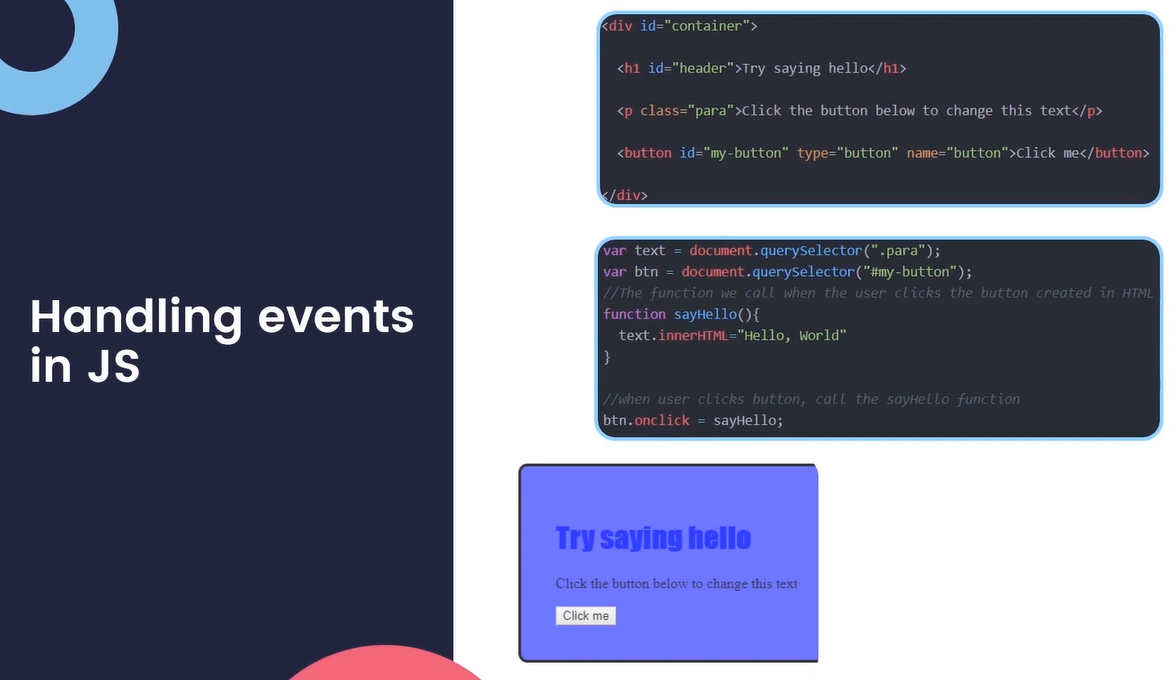 Handling events
in JS
<div id="container">
<h1 id="header">Try saying hello</h1>
<p class="para">Click the button below to change this text</p>
<button id="my-button" type="button" name="button">Click me</button>
</div>
var text = document.querySelector(".para");
var btn = document.querySelector("#my-button");
//The function we call when the user clicks the button created in HTML
function sayHello(){
text.innerHTML="Hello, World"
}
//when user clicks button, call the sayHello function
btn.onclick = sayHello;
Try saying hello
Click the button below to change this text
Click me